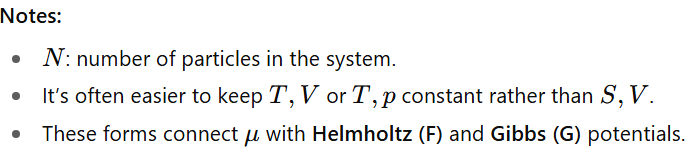 Notes:
• N: number of particles in the system.
• It's often easier to keep T, V or T, p constant rather than S, V.
• These forms connect μ with Helmholtz (F) and Gibbs (G) potentials.